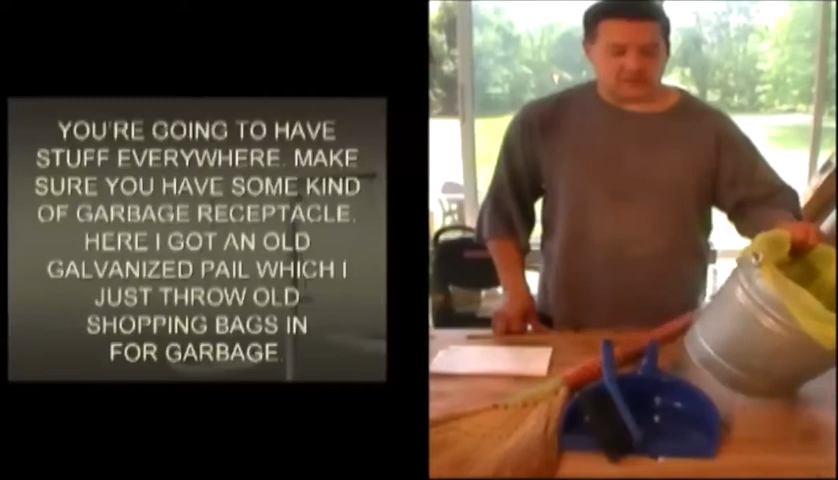 YOU'RE GOING TO HAVE
STUFF EVERYWHERE. MAKE
SURE YOU HAVE SOME KIND
OF GARBAGE RECEPTACLE.
HERE I GOT AN OLD
GALVANIZED PAIL WHICH I
JUST THROW OLD
SHOPPING BAGS IN
FOR GARBAGE.